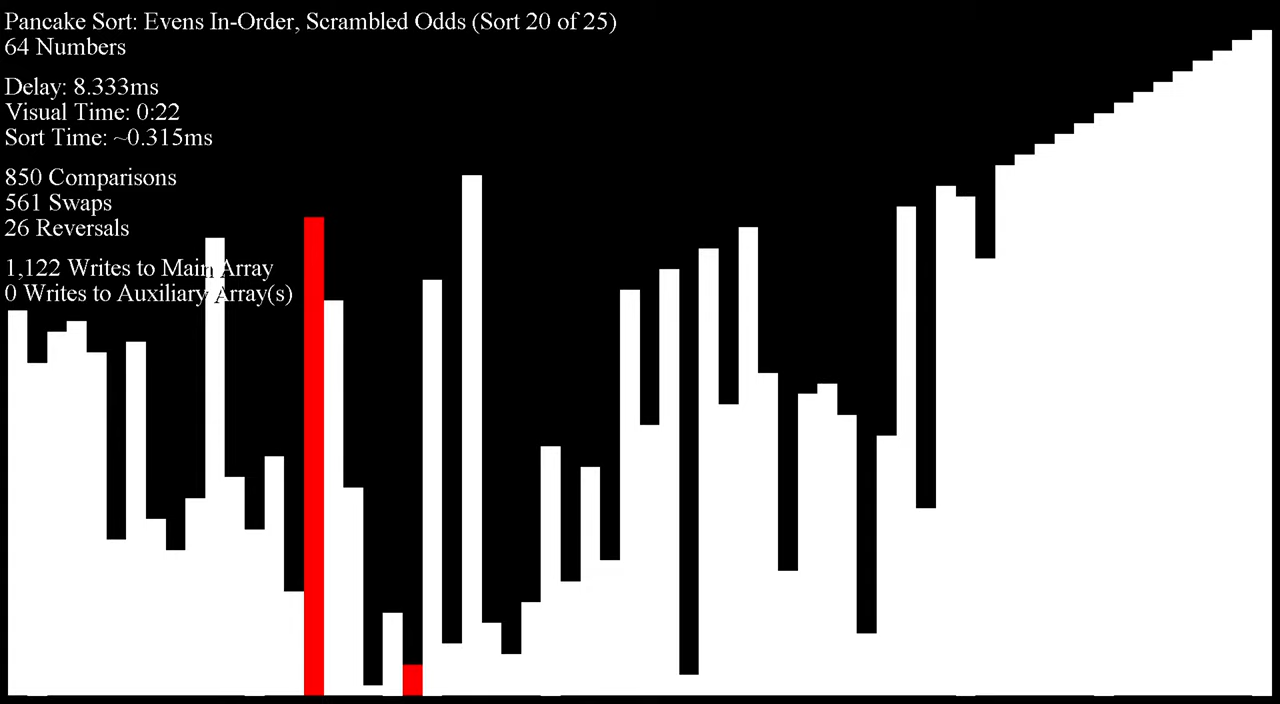 Pancake Sort: Evens In-Order, Scrambled Odds (Sort 20 of 25)
64 Numbers
Delay: 8.333ms
Visual Time: 0:22
Sort Time: ~0.315ms
850 Comparisons
561 Swaps
26 Reversals
1,122 Writes to Main Array
0 Writes to Auxiliary Array(s)